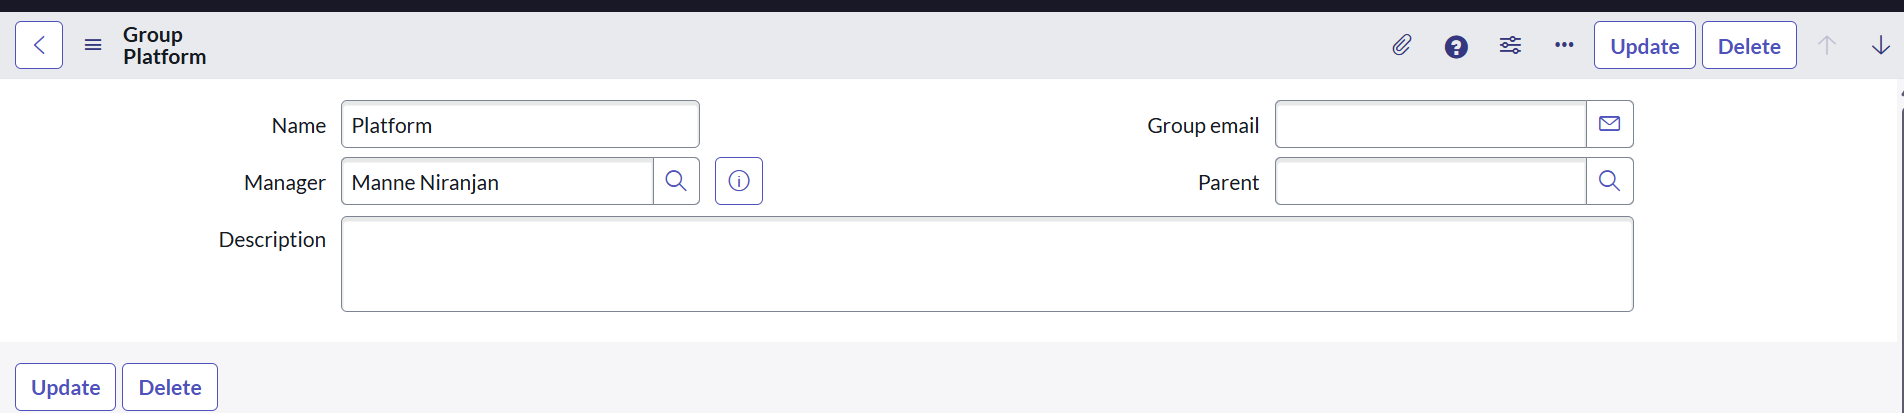 Group
Platform
Update
Delete
Name
Platform
Group email
Manager
Manne Niranjan
Parent
Description
Update
Delete